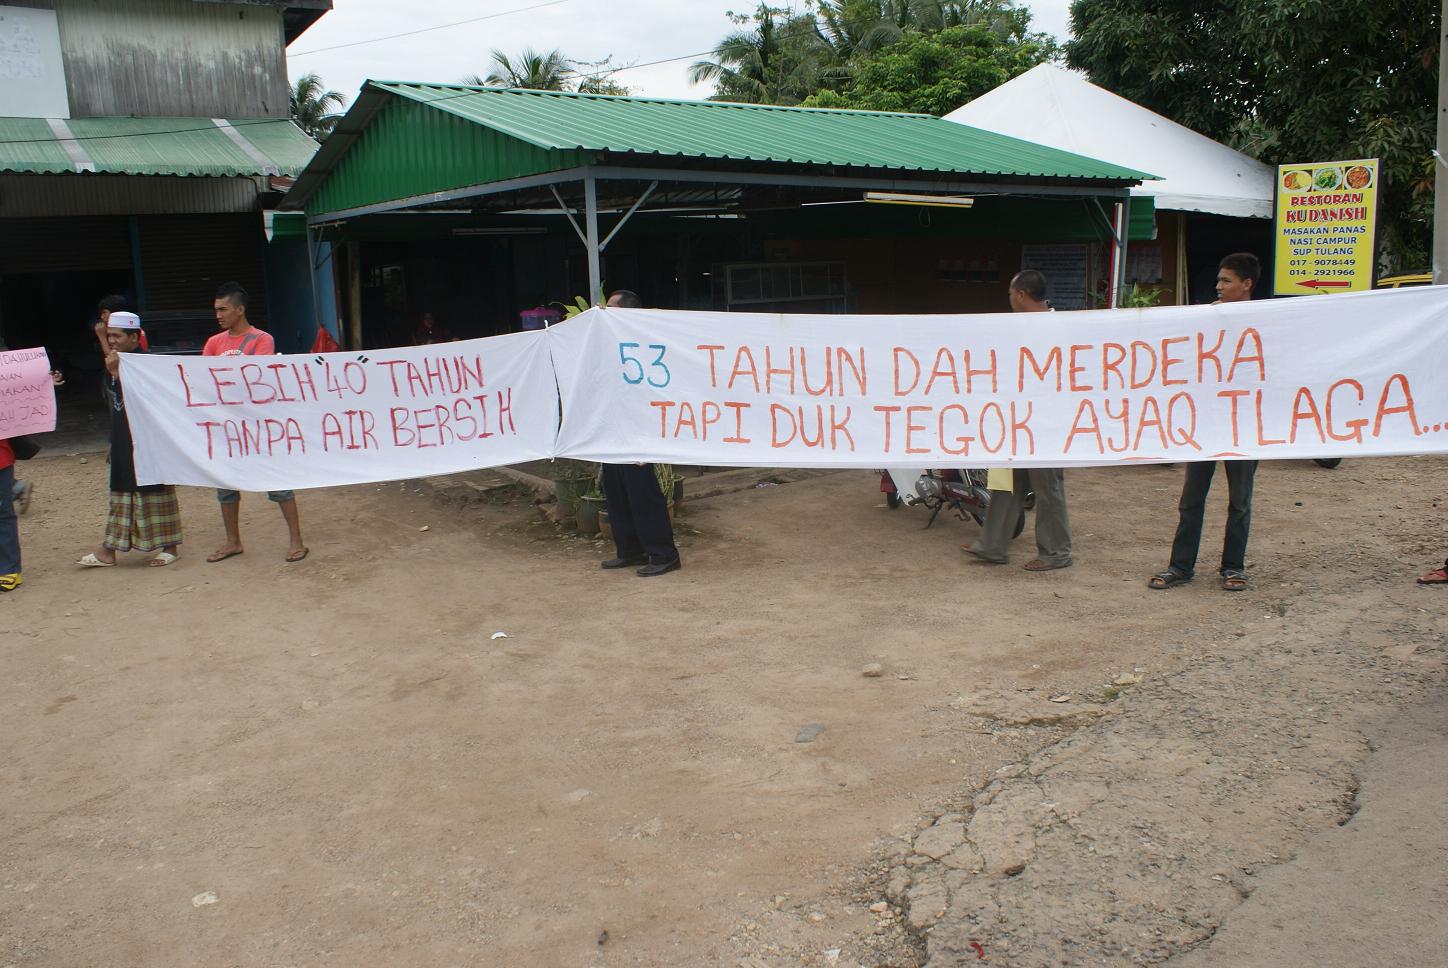 LEBIH "40" TAHUN
TANPA AIR BERSIH
53 TAHUN DAH MERDEKA
TAPI DUK TEGOK AYAQ TLAGA...
RESTORAN
KU DANISH
MASAKAN PANAS
NASI CAMPUR
SUP TULANG
017 - 9078449
014 - 2921966